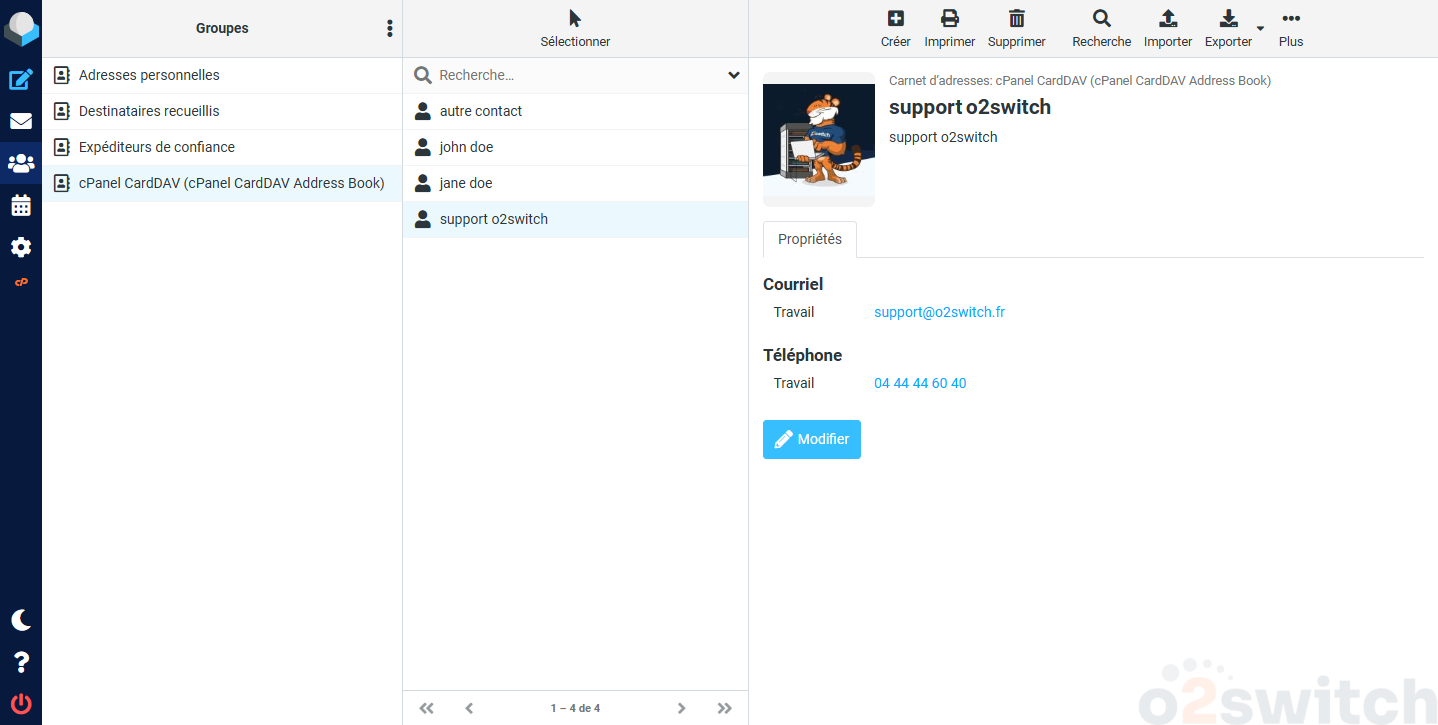 Groupes
Sélectionner
Créer Imprimer Supprimer Recherche Importer Exporter Plus
Adresses personnelles
Destinataires recueillis
Expéditeurs de confiance
cPanel CardDAV (cPanel CardDAV Address Book)
cP
Recherche...
autre contact
john doe
jane doe
support o2switch
1 – 4 de 4
Carnet d’adresses: cPanel CardDAV (cPanel CardDAV Address Book)
support o2switch
support o2switch
Propriétés
Courriel
Travail support@o2switch.fr
Téléphone
Travail 04 44 44 60 40
Modifier
o2switch